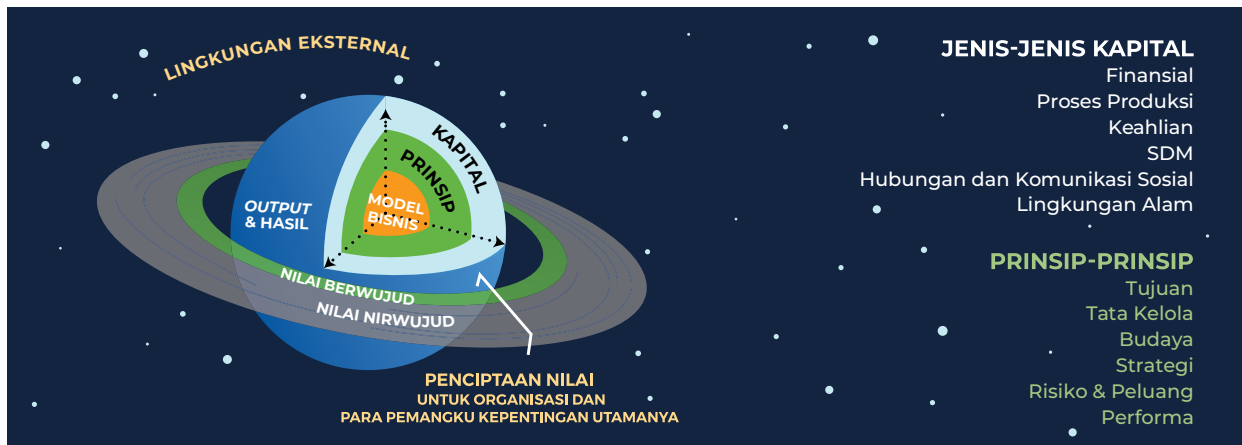 LINGKUNGAN EKSTERNAL
KAPITAL
PRINSIP
MODEL
BISNIS
OUTPUT
& HASIL
NILAI BERWUJUD
NILAI NIRWUJUD
PENCIPTAAN NILAI
UNTUK ORGANISASI DAN
PARA PEMANGKU KEPENTINGAN UTAMANYA
JENIS-JENIS KAPITAL
Finansial
Proses Produksi
Keahlian
SDM
Hubungan dan Komunikasi Sosial
Lingkungan Alam
PRINSIP-PRINSIP
Tujuan
Tata Kelola
Budaya
Strategi
Risiko & Peluang
Performa